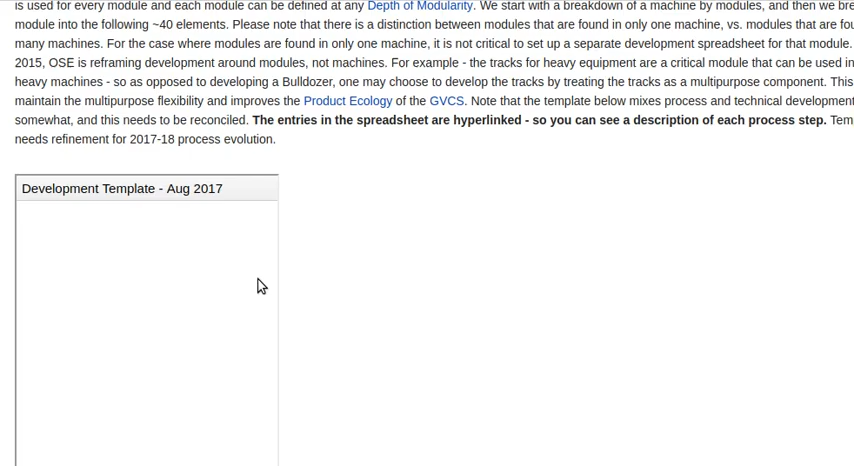 is used for every module and each module can be defined at any Depth of Modularity. We start with a breakdown of a machine by modules, and then we bre
module into the following ~40 elements. Please note that there is a distinction between modules that are found in only one machine, vs. modules that are fou
many machines. For the case where modules are found in only one machine, it is not critical to set up a separate development spreadsheet for that module.
2015, OSE is reframing development around modules, not machines. For example - the tracks for heavy equipment are a critical module that can be used in
heavy machines - so as opposed to developing a Bulldozer, one may choose to develop the tracks by treating the tracks as a multipurpose component. This
maintain the multipurpose flexibility and improves the Product Ecology of the GVCS. Note that the template below mixes process and technical development
somewhat, and this needs to be reconciled. The entries in the spreadsheet are hyperlinked - so you can see a description of each process step. Tem
needs refinement for 2017-18 process evolution.
Development Template - Aug 2017